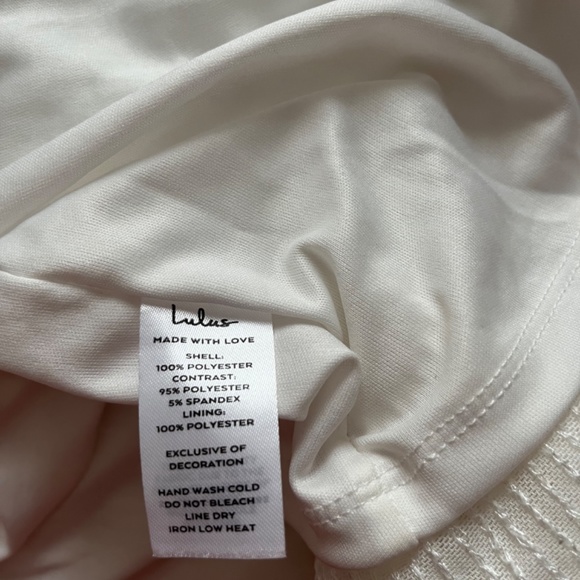 Lulus
MADE WITH LOVE
SHELL:
100% POLYESTER
CONTRAST:
95% POLYESTER
5% SPANDEX
LINING:
100% POLYESTER
EXCLUSIVE OF
DECORATION
HAND WASH COLD
DO NOT BLEACH
LINE DRY
IRON LOW HEAT